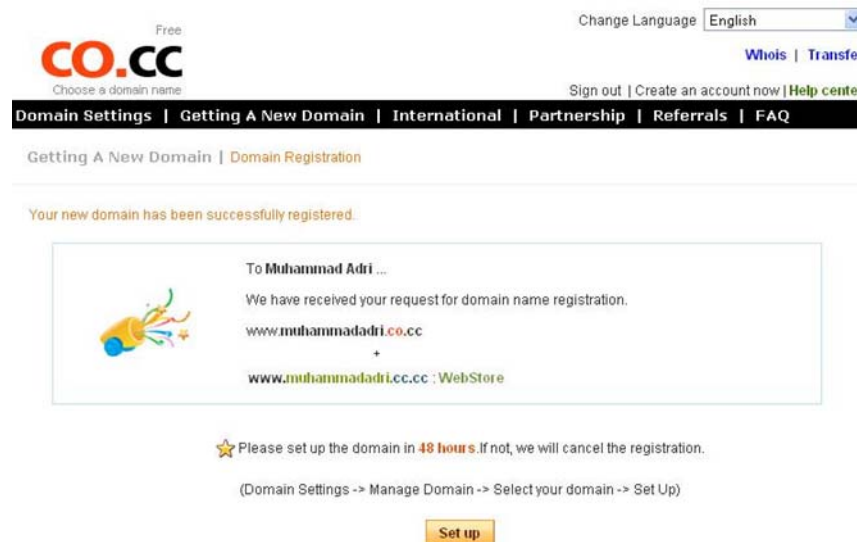 Change Language English
Free
CO.CC
Choose a domain name
Whois | Transfe
Sign out | Create an account now | Help cente
Domain Settings | Getting A New Domain | International | Partnership | Referrals | FAQ
Getting A New Domain | Domain Registration
Your new domain has been successfully registered.
To Muhammad Adri ...
We have received your request for domain name registration.
www.muhammadadri.co.cc
+
www.muhammadadri.cc.cc : WebStore
Please set up the domain in 48 hours.If not, we will cancel the registration.
(Domain Settings -> Manage Domain -> Select your domain -> Set Up)
Set up